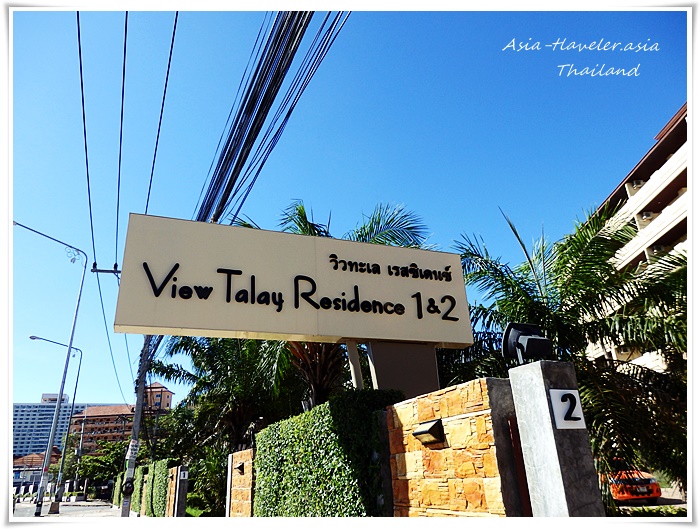 Asia-Haveler.asia
Thailand
วิวทะเล เรสซิเดนซ์
View Talay Residence 1&2
2